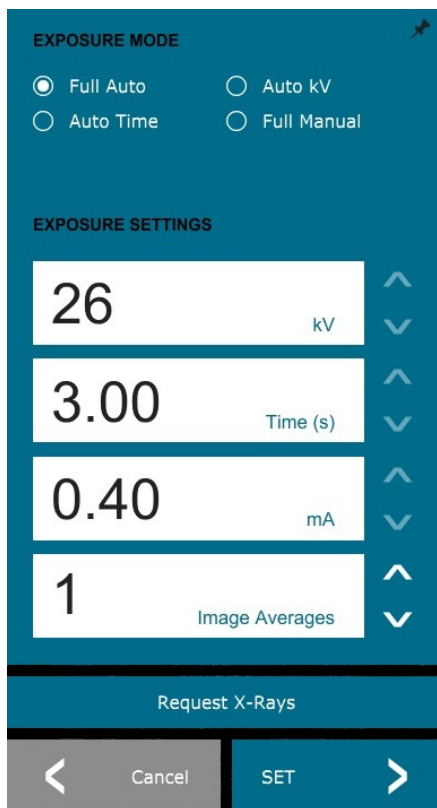 EXPOSURE MODE
Full Auto Auto kV
Auto Time Full Manual
EXPOSURE SETTINGS
26 kV
3.00 Time (s)
0.40 mA
1 Image Averages
Request X-Rays
Cancel SET